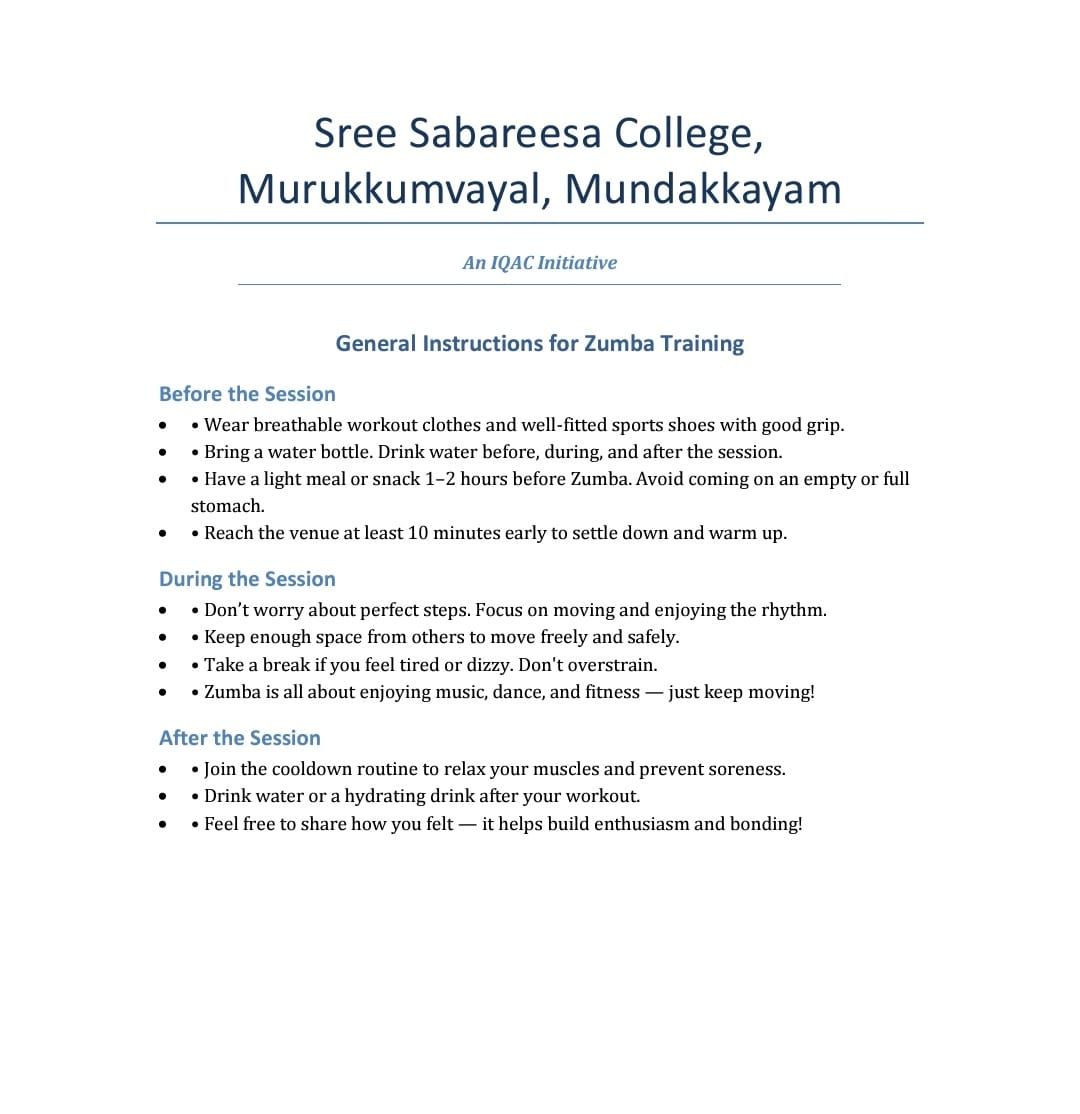 Sree Sabareesa College,
Murukkumvayal, Mundakkayam
An IQAC Initiative
General Instructions for Zumba Training
Before the Session
• • Wear breathable workout clothes and well-fitted sports shoes with good grip.
• • Bring a water bottle. Drink water before, during, and after the session.
• • Have a light meal or snack 1–2 hours before Zumba. Avoid coming on an empty or full
stomach.
• • Reach the venue at least 10 minutes early to settle down and warm up.
During the Session
• • Don’t worry about perfect steps. Focus on moving and enjoying the rhythm.
• • Keep enough space from others to move freely and safely.
• • Take a break if you feel tired or dizzy. Don't overstrain.
• • Zumba is all about enjoying music, dance, and fitness — just keep moving!
After the Session
• • Join the cooldown routine to relax your muscles and prevent soreness.
• • Drink water or a hydrating drink after your workout.
• • Feel free to share how you felt — it helps build enthusiasm and bonding!